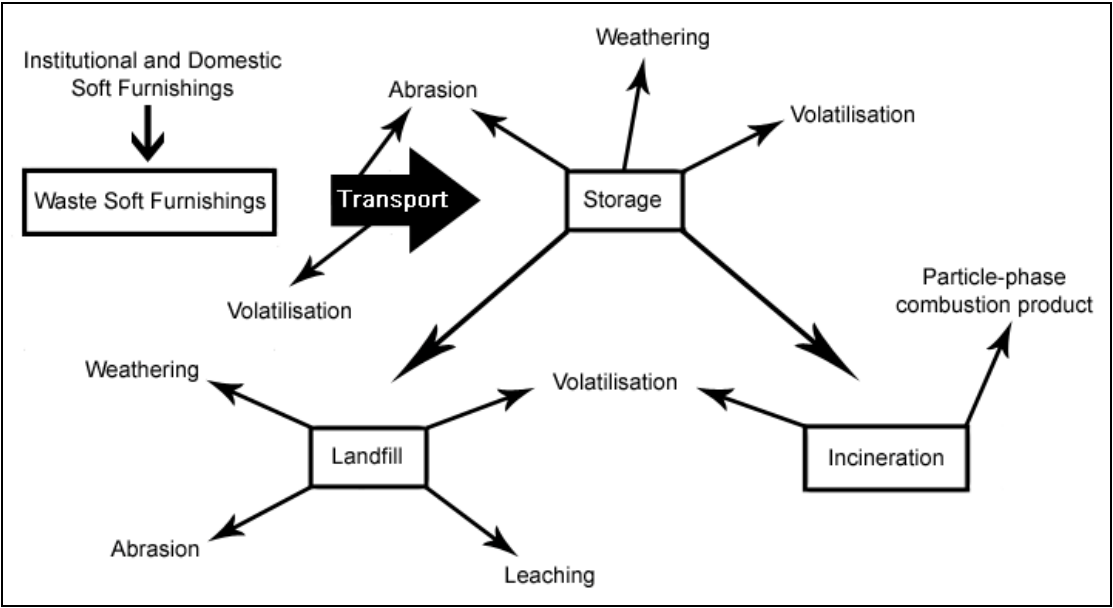 Institutional and Domestic
Soft Furnishings
Waste Soft Furnishings
Abrasion
Transport
Volatilisation
Weathering
Volatilisation
Storage
Particle-phase
combustion product
Weathering
Volatilisation
Landfill
Incineration
Abrasion
Leaching